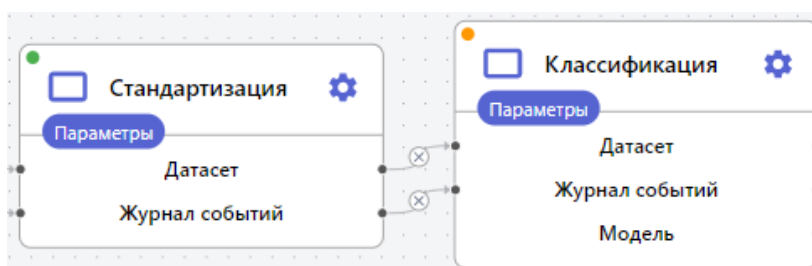 Стандартизация
Параметры
Датасет
Журнал событий
Классификация
Параметры
Датасет
Журнал событий
Модель